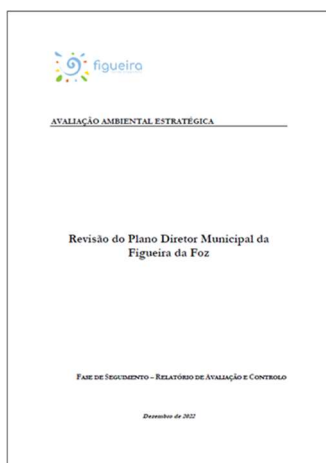 figueira
AVALIAÇÃO AMBIENTAL ESTRATÉGICA
Revisão do Plano Diretor Municipal da
Figueira da Foz
FASE DE SEGUIMENTO – RELATÓRIO DE AVALIAÇÃO E CONTROLO
Dezembro de 2022